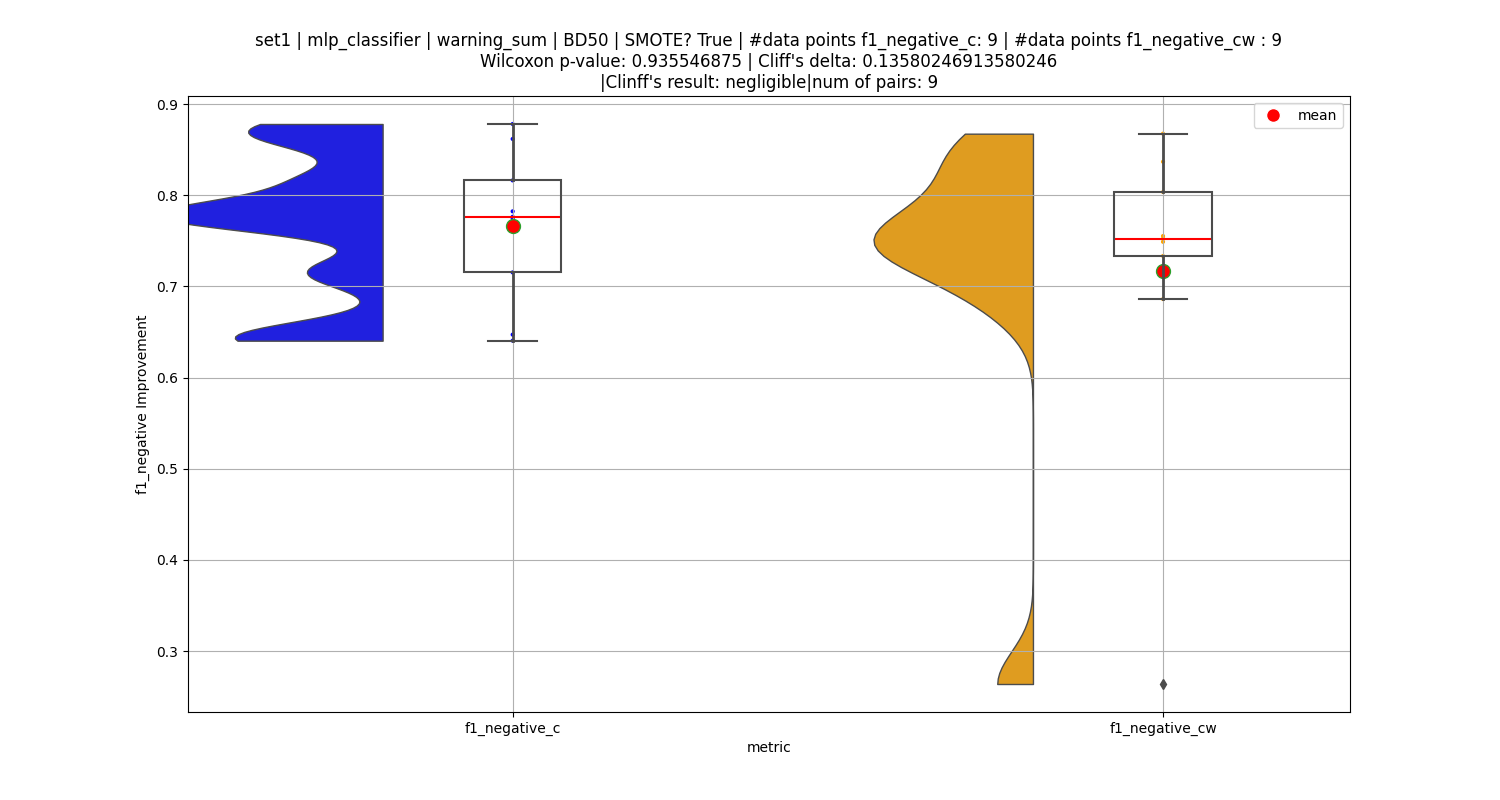 set1 | mlp_classifier | warning_sum | BD50 | SMOTE? True | #data points f1_negative_c: 9 | #data points f1_negative_cw : 9
Wilcoxon p-value: 0.935546875 | Cliff's delta: 0.13580246913580246
|Clinff's result: negligible|num of pairs: 9
mean
0.9
0.8
0.7
0.6
0.5
0.4
0.3
f1_negative Improvement
f1_negative_c
f1_negative_cw
metric